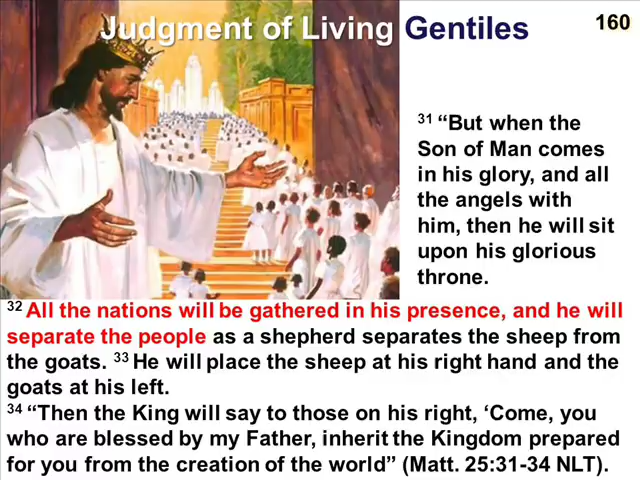 Judgment of Living Gentiles
160
31 “But when the
Son of Man comes
in his glory, and all
the angels with
him, then he will sit
upon his glorious
throne.
32 All the nations will be gathered in his presence, and he will
separate the people as a shepherd separates the sheep from
the goats. 33 He will place the sheep at his right hand and the
goats at his left.
34 “Then the King will say to those on his right, ‘Come, you
who are blessed by my Father, inherit the Kingdom prepared
for you from the creation of the world” (Matt. 25:31-34 NLT).